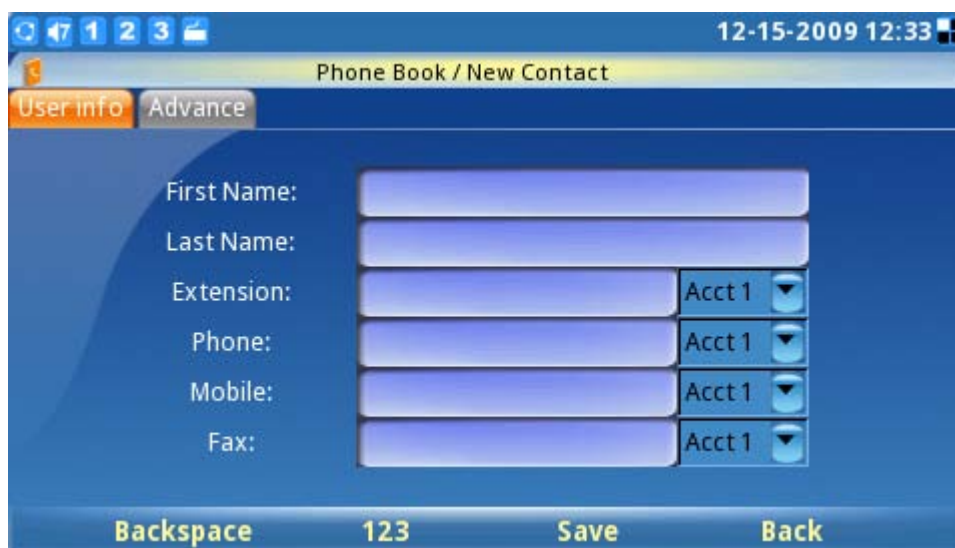 7 1 2 3 12-15-2009 12:33
Phone Book / New Contact
User info Advance
First Name:
Last Name:
Extension: Acct 1
Phone: Acct 1
Mobile: Acct 1
Fax: Acct 1
Backspace 123 Save Back